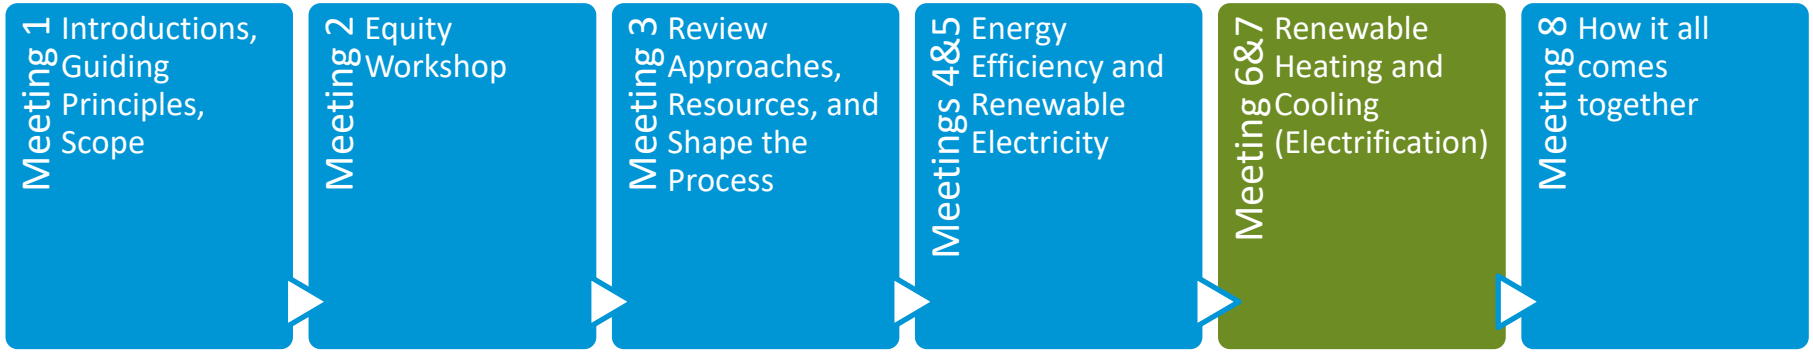 Meeting 1
Introductions,
Guiding
Principles,
Scope
Meeting 2
Equity
Workshop
Meeting 3
Review
Approaches,
Resources, and
Shape the
Process
Meetings 4&5
Energy
Efficiency and
Renewable
Electricity
Meeting 6&7
Renewable
Heating and
Cooling
(Electrification)
Meeting 8
How it all
comes
together